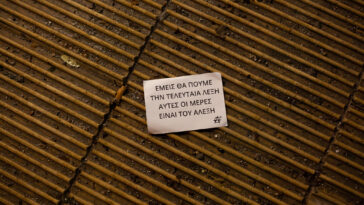 ΕΜΕΙΣ ΘΑ ΠΟΥΜΕ
ΤΗΝ ΤΕΛΕΥΤΑΙΑ ΛΕΞΗ
ΑΥΤΕΣ ΟΙ ΜΕΡΕΣ
ΕΙΝΑΙ ΤΟΥ ΑΛΕΞΗ